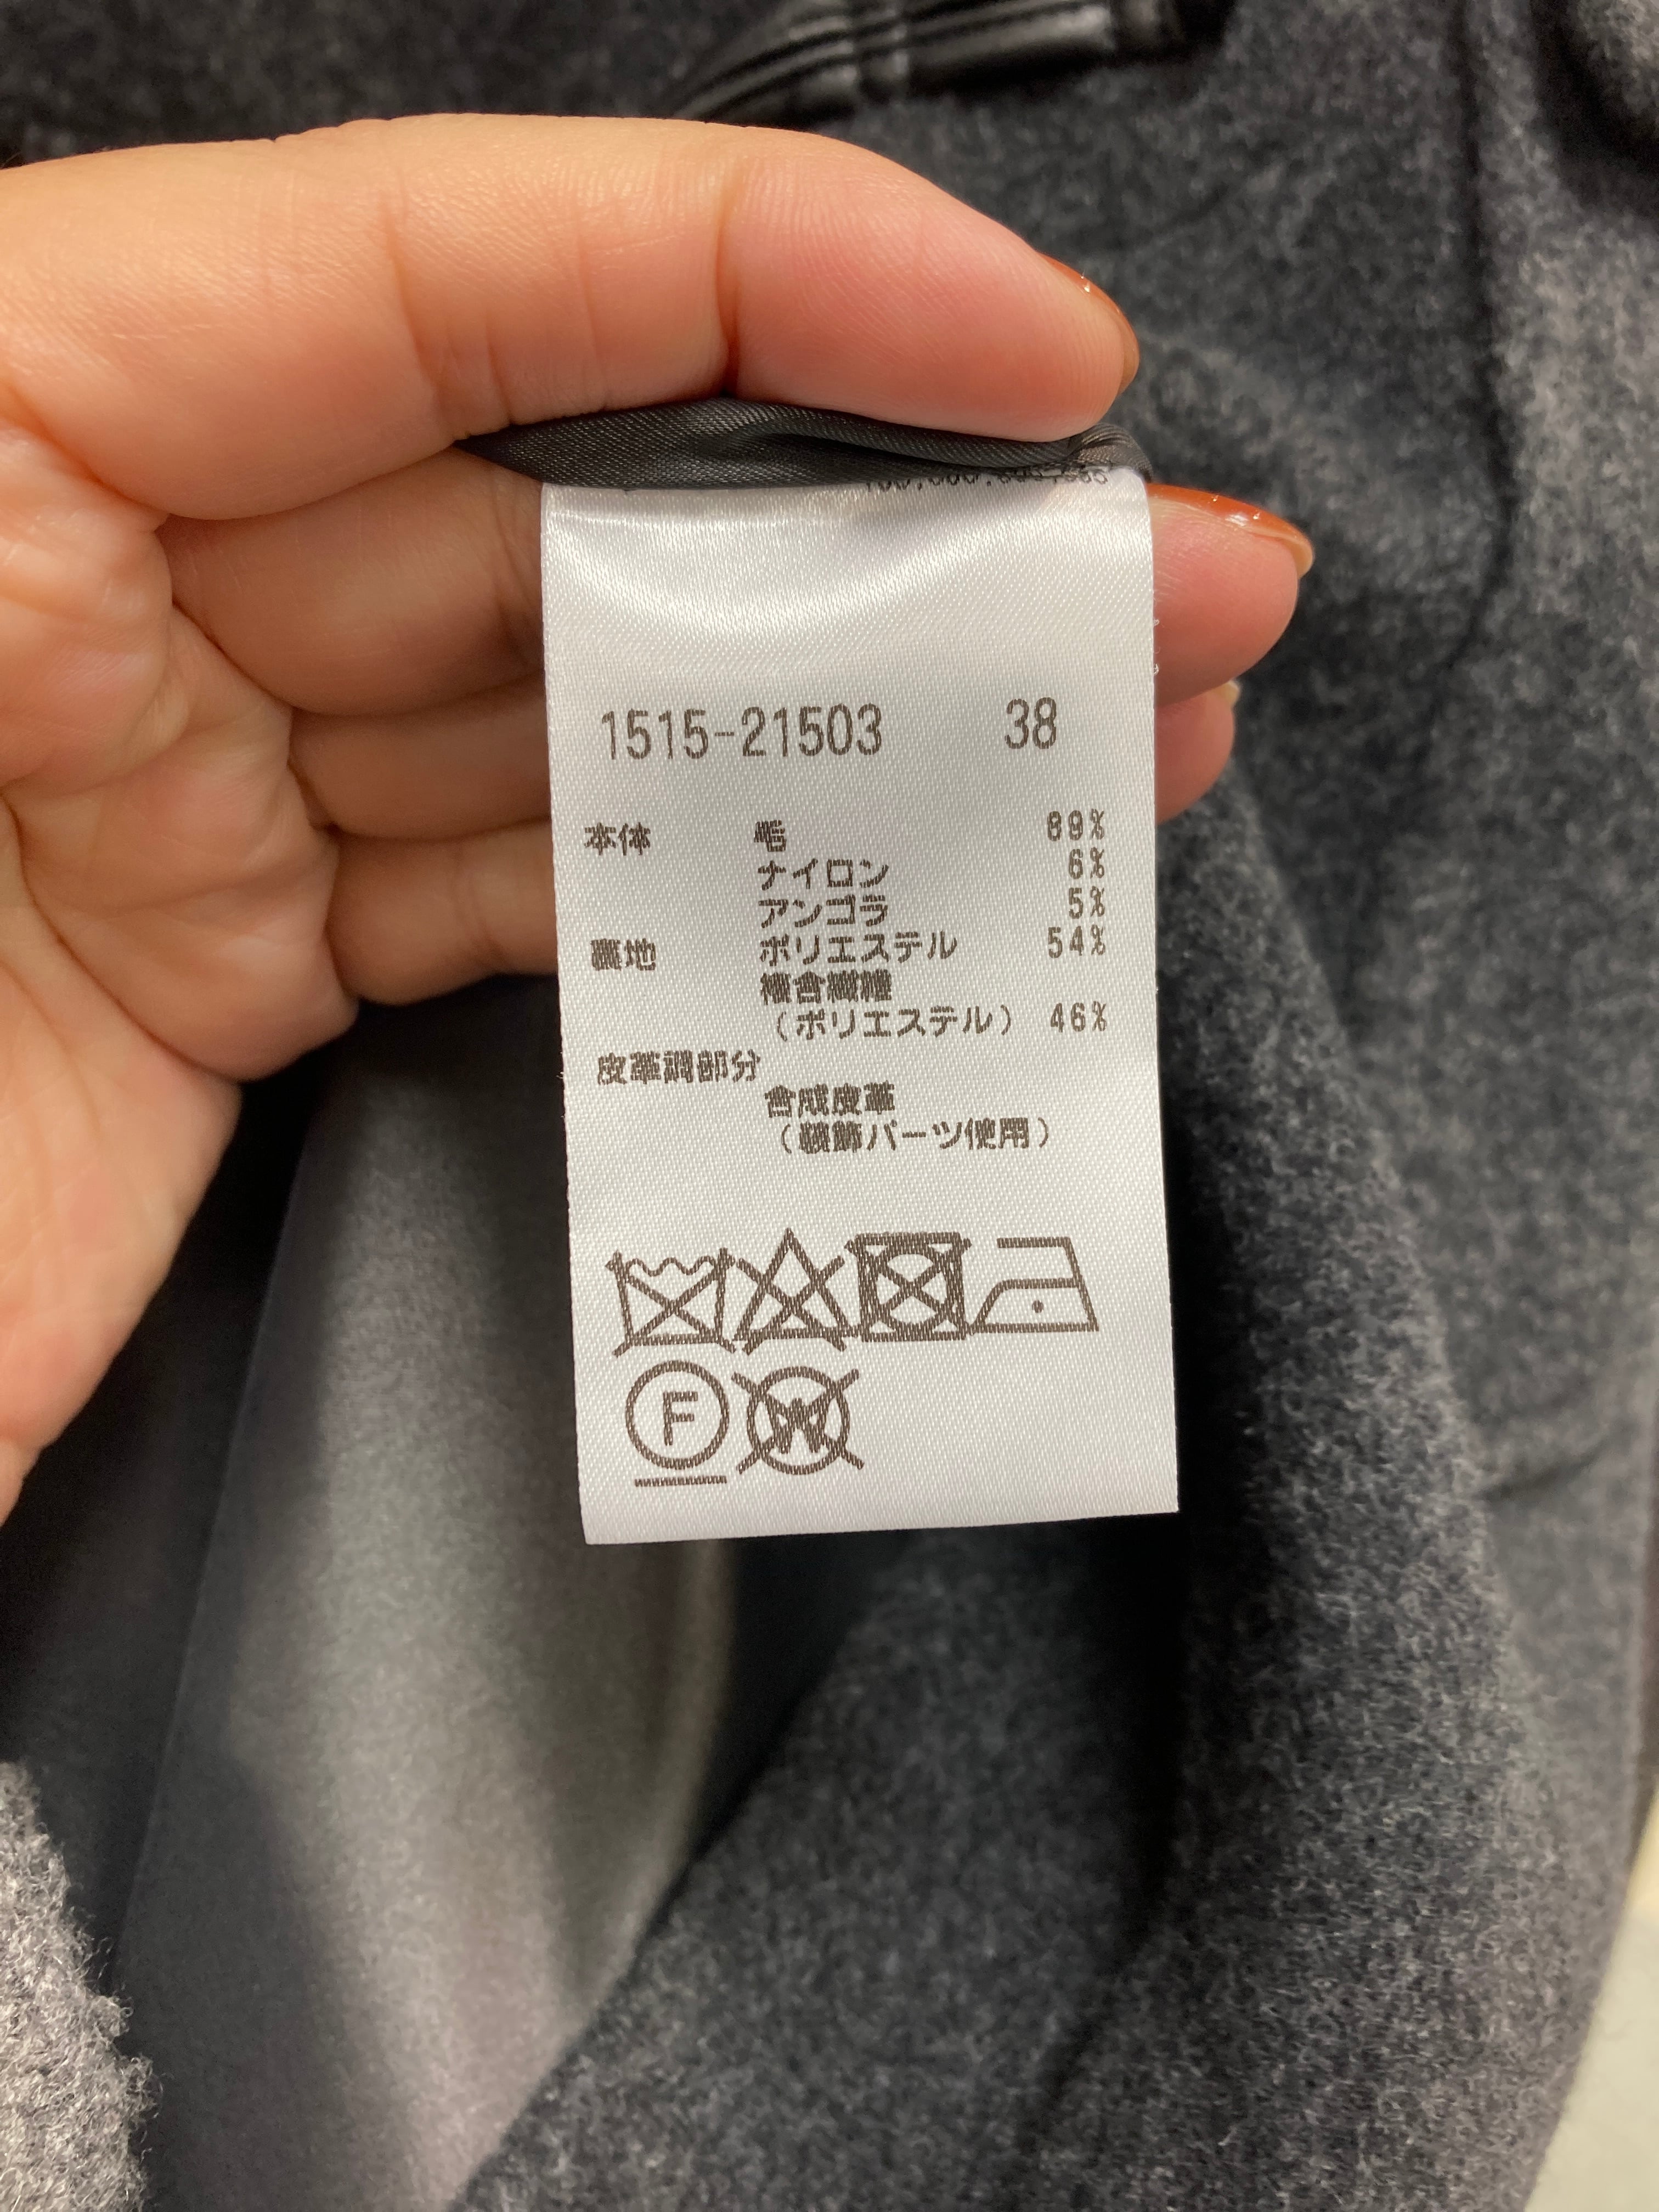 1515-21503 38
本体 毛 89%
ナイロン 6%
アンゴラ 5%
裏地 ポリエステル 54%
複合繊維
(ポリエステル) 46%
皮革調部分
合成皮革
(装飾パーツ使用)
F W